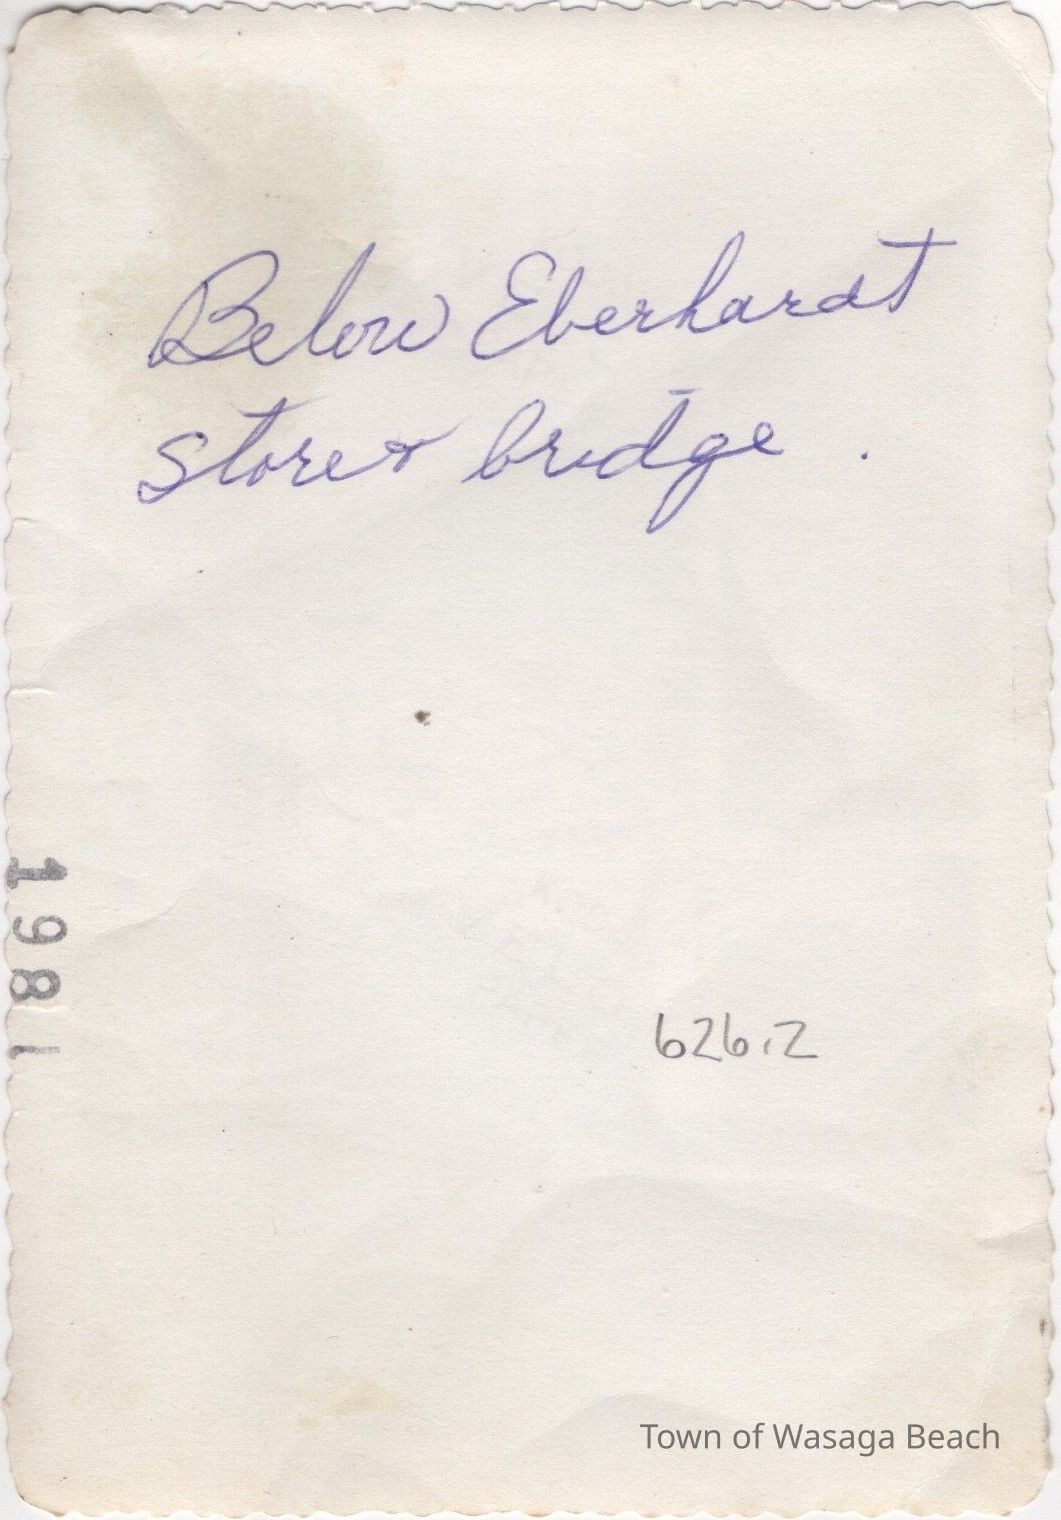 Below Eberhardt
store & bridge .
1981
626.2
Town of Wasaga Beach